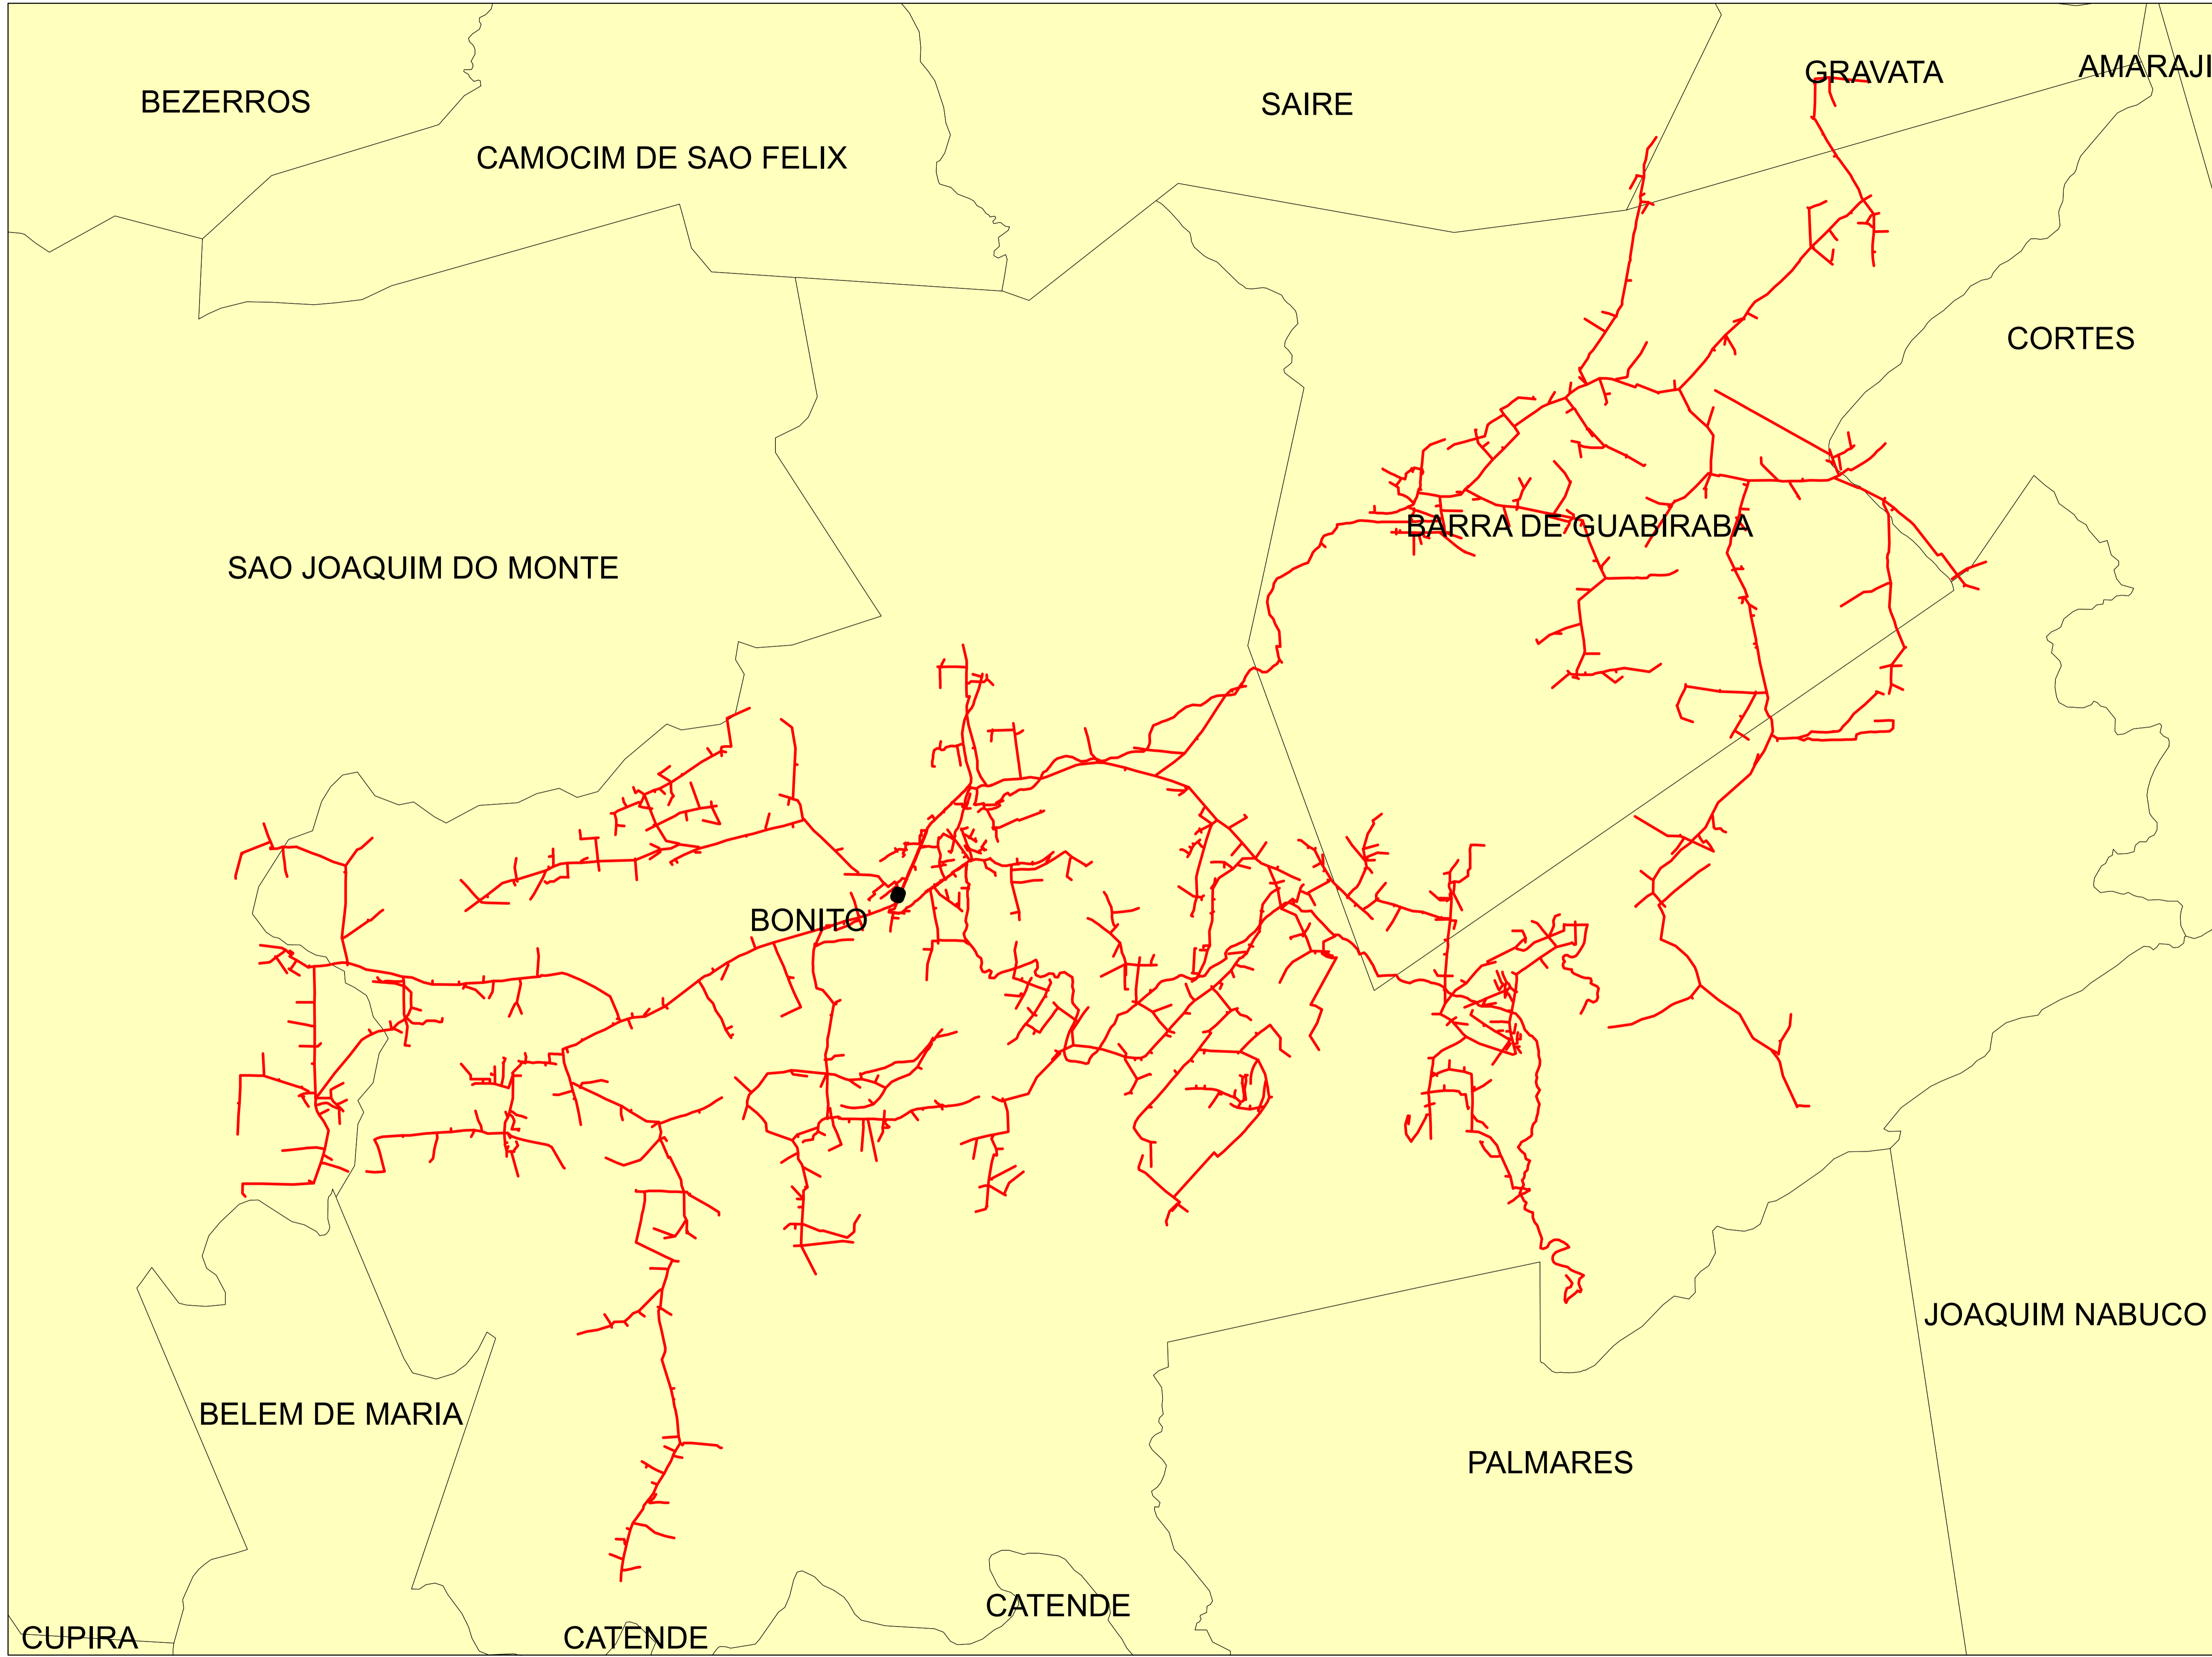 GRAVATA
AMARAJI
BEZERROS
SAIRE
CAMOCIM DE SAO FELIX
CORTES
BARRA DE GUABIRABA
SAO JOAQUIM DO MONTE
BONITO
JOAQUIM NABUCO
BELEM DE MARIA
PALMARES
CATENDE
CUPIRA
CATENDE